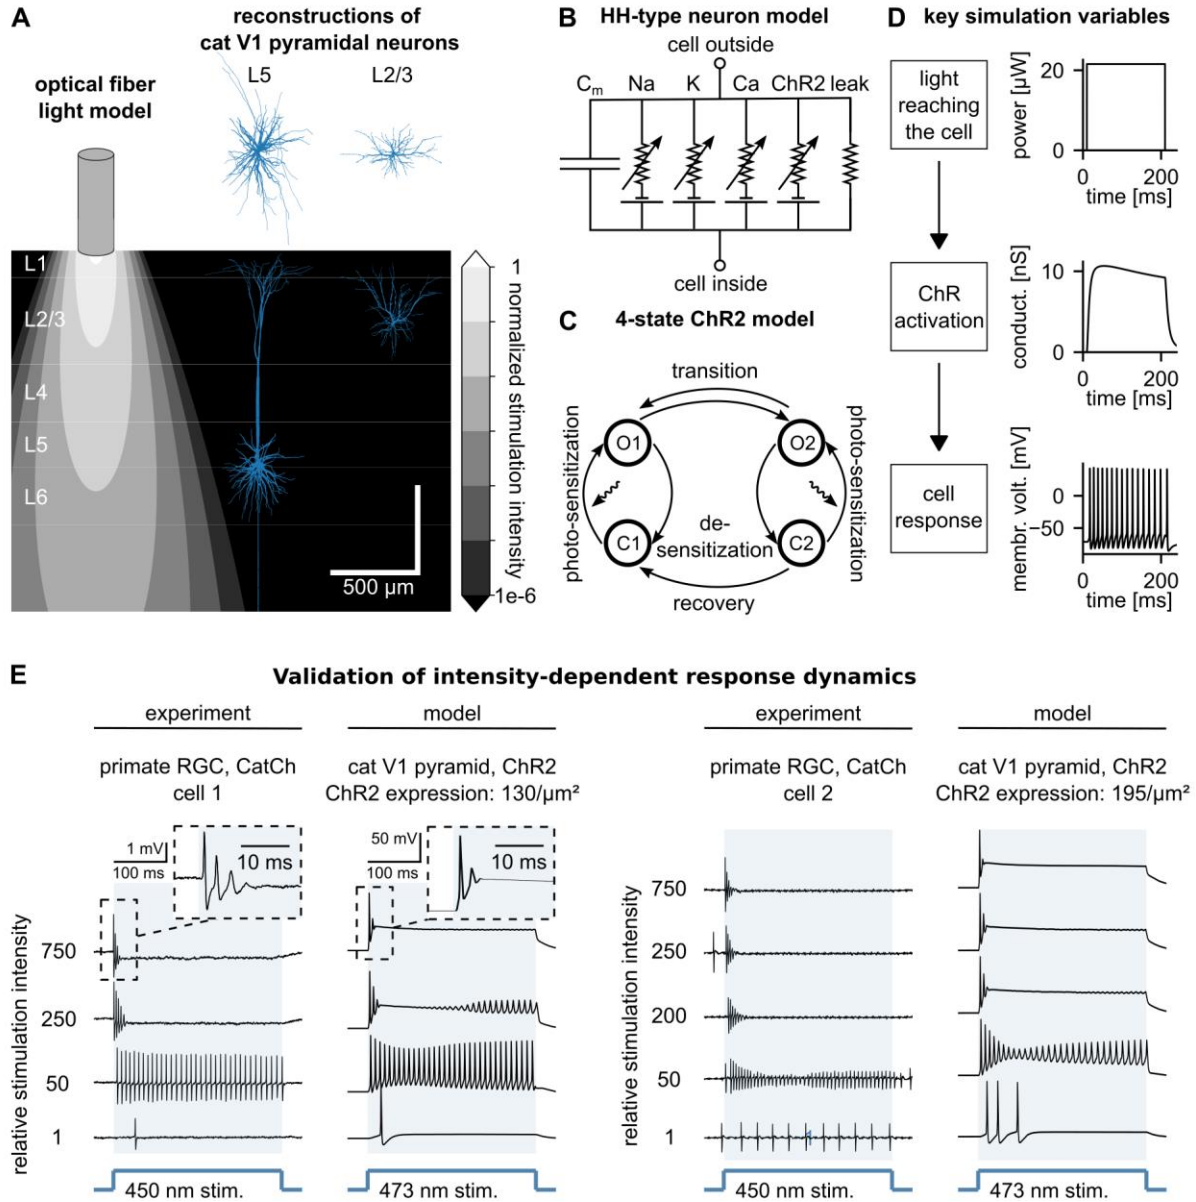 A
reconstructions of
cat V1 pyramidal neurons
L5
L2/3
optical fiber
light model
L1
L2/3
L4
L5
L6
500 µm
1
normalized stimulation intensity
1e-6
B
HH-type neuron model
cell outside
Cm
Na
K
Ca
ChR2
leak
cell inside
C
4-state ChR2 model
transition
O1
O2
photo-sensitization
photo-sensitization
de-
sensitization
C1
C2
recovery
D
key simulation variables
light
reaching
the cell
power [µW]
20
0
0
200
time [ms]
ChR
activation
conduct. [nS]
10
0
0
200
time [ms]
cell
response
membr. volt. [mV]
0
−50
0
200
time [ms]
E
Validation of intensity-dependent response dynamics
experiment
model
experiment
model
primate RGC, CatCh
cell 1
cat V1 pyramid, ChR2
ChR2 expression: 130/µm²
primate RGC, CatCh
cell 2
cat V1 pyramid, ChR2
ChR2 expression: 195/µm²
1 mV
100 ms
10 ms
50 mV
100 ms
10 ms
relative stimulation intensity
750
250
50
1
450 nm stim.
473 nm stim.
relative stimulation intensity
750
250
200
50
1
450 nm stim.
473 nm stim.